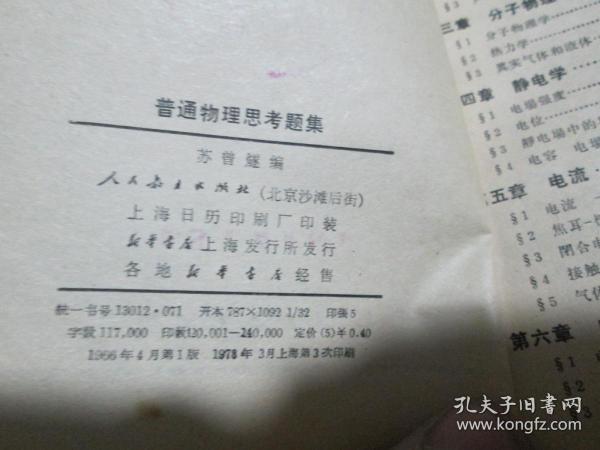 普通物理思考题集
苏曾燧编
人民教育出版社（北京沙滩后街）
上海日历印刷厂印装
新华书店上海发行所发行
各地新华书店经售
统一书号13012·071 开本787×1092 1/32 印张5
字数117,000 印数120,001—240,000 定价(5)￥0.40
1966年4月第1版 1978年3月上海第3次印刷
三章 分子物理
§1 分子物理学
§2 热力学
§3 真实气体和液体
四章 静电学
§1 电場强度
§2 电位
§3 静电場中的
§4 电容 电場
五章 电流
§1 电流
§2 焦耳-
§3 閉合电
§4 接触
§5 气体
第六章
§1
§2
§3
孔夫子旧书网
www.kongfz.com